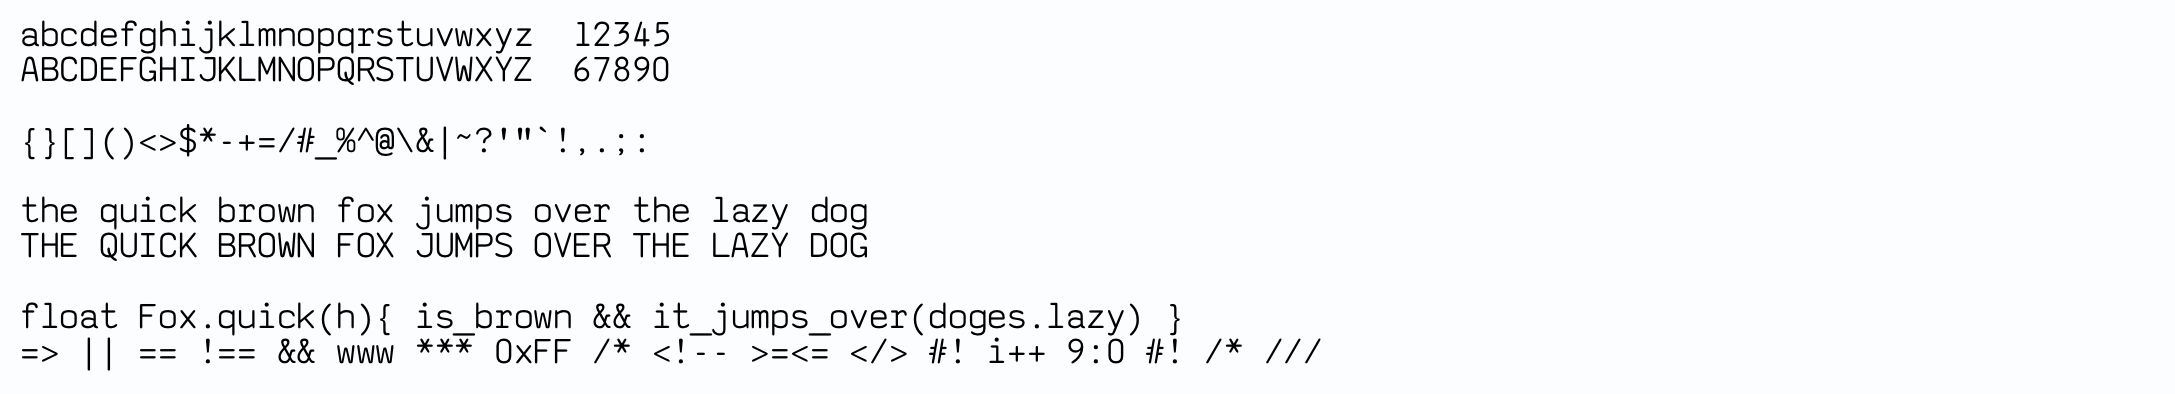 abcdefghijklmnopqrstuvwxyz  12345
ABCDEFGHIJKLMNOPQRSTUVWXYZ  67890
{}[]()<>$*-+=/#_%^@\&|~?'"`!,.;:
the quick brown fox jumps over the lazy dog
THE QUICK BROWN FOX JUMPS OVER THE LAZY DOG
float Fox.quick(h){ is_brown && it_jumps_over(doges.lazy) }
=> || == !== && www *** 0xFF /* <!-- >=<= </> #! i++ 9:0 #! /* ///